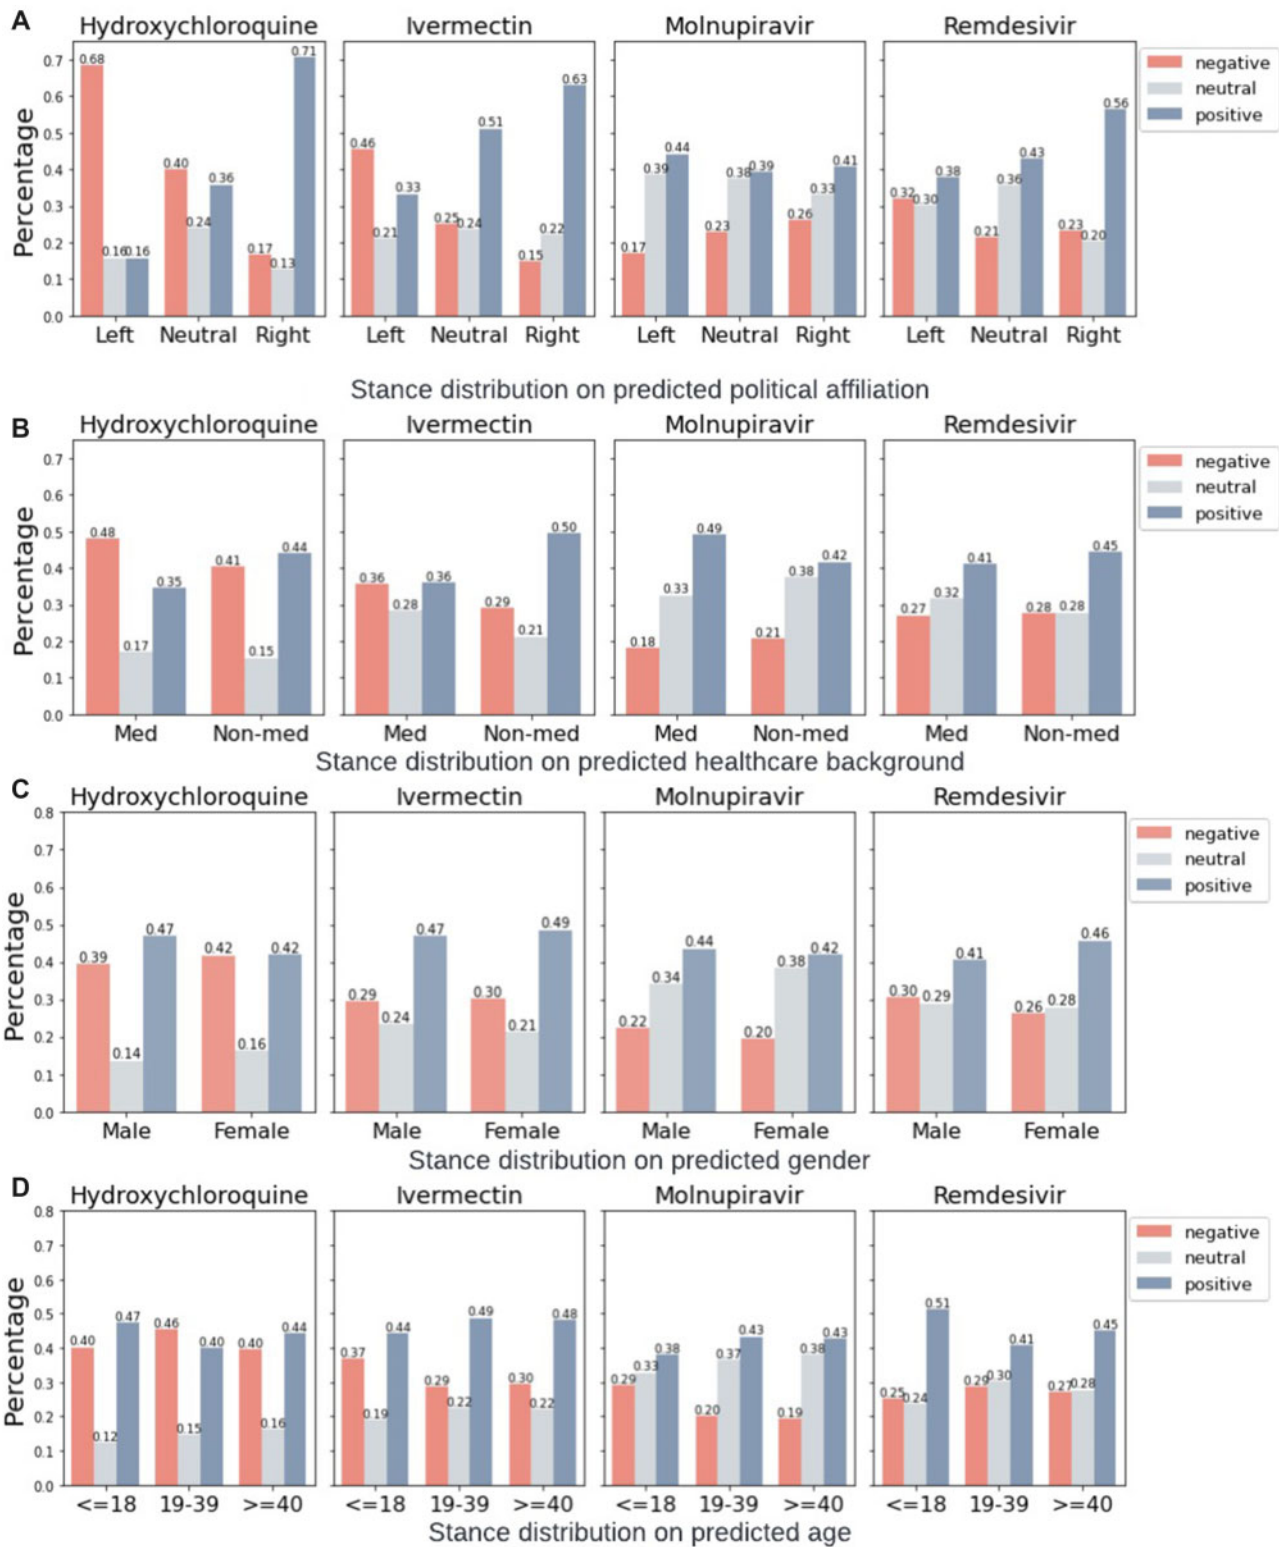 A
Hydroxychloroquine Ivermectin Molnupiravir Remdesivir
Percentage
0.7
0.6
0.5
0.4
0.3
0.2
0.1
0.0
0.68 0.16 0.16 0.40 0.24 0.36 0.17 0.13 0.71
0.46 0.21 0.33 0.25 0.24 0.51 0.15 0.22 0.63
0.17 0.39 0.44 0.23 0.38 0.39 0.26 0.33 0.41
0.32 0.30 0.38 0.21 0.36 0.43 0.23 0.20 0.56
negative
neutral
positive
Left Neutral Right Left Neutral Right Left Neutral Right Left Neutral Right
Stance distribution on predicted political affiliation
B
Hydroxychloroquine Ivermectin Molnupiravir Remdesivir
Percentage
0.7
0.6
0.5
0.4
0.3
0.2
0.1
0.0
0.48 0.17 0.35 0.41 0.15 0.44
0.36 0.28 0.36 0.29 0.21 0.50
0.18 0.33 0.49 0.21 0.38 0.42
0.27 0.32 0.41 0.28 0.28 0.45
negative
neutral
positive
Med Non-med Med Non-med Med Non-med Med Non-med
Stance distribution on predicted healthcare background
C
Hydroxychloroquine Ivermectin Molnupiravir Remdesivir
Percentage
0.8
0.7
0.6
0.5
0.4
0.3
0.2
0.1
0.0
0.39 0.14 0.47 0.42 0.16 0.42
0.29 0.24 0.47 0.30 0.21 0.49
0.22 0.34 0.44 0.20 0.38 0.42
0.30 0.29 0.41 0.26 0.28 0.46
negative
neutral
positive
Male Female Male Female Male Female Male Female
Stance distribution on predicted gender
D
Hydroxychloroquine Ivermectin Molnupiravir Remdesivir
Percentage
0.8
0.7
0.6
0.5
0.4
0.3
0.2
0.1
0.0
0.40 0.12 0.47 0.46 0.15 0.40 0.40 0.16 0.44
0.37 0.19 0.44 0.29 0.22 0.49 0.30 0.22 0.48
0.29 0.33 0.38 0.20 0.37 0.43 0.19 0.38 0.43
0.25 0.24 0.51 0.29 0.30 0.41 0.27 0.28 0.45
negative
neutral
positive
<=18 19-39 >=40 <=18 19-39 >=40 <=18 19-39 >=40 <=18 19-39 >=40
Stance distribution on predicted age